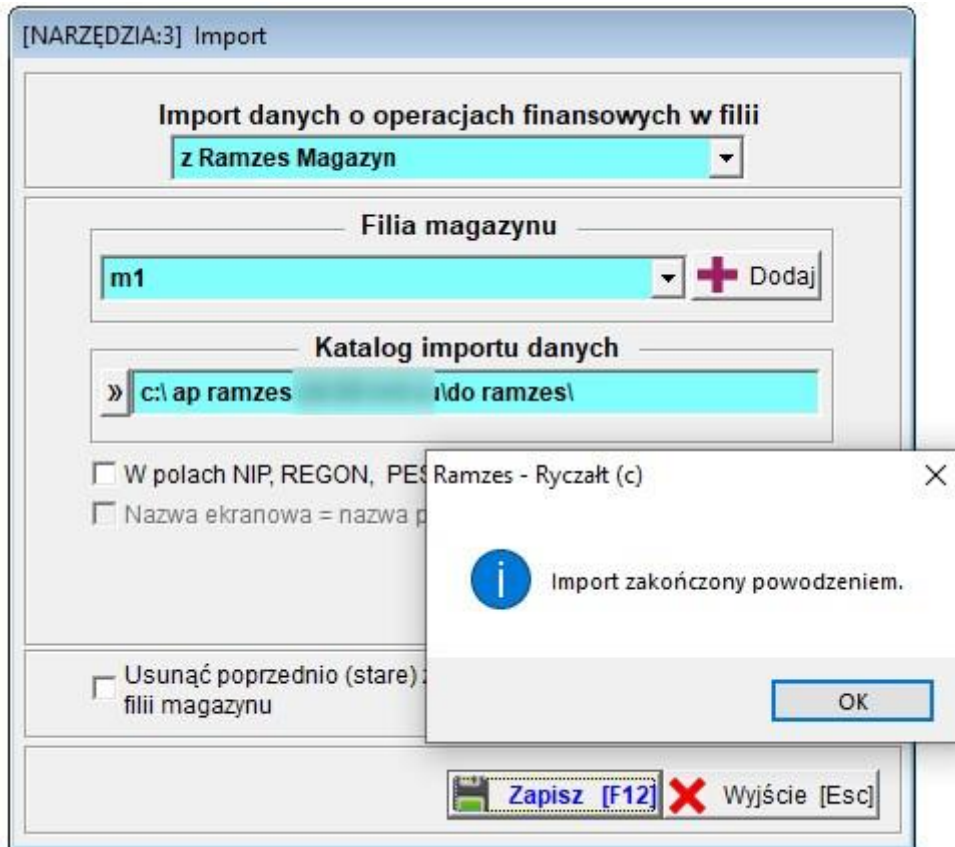 [NARZĘDZIA:3] Import
Import danych o operacjach finansowych w filii
z Ramzes Magazyn
Filia magazynu
m1
Dodaj
Katalog importu danych
» c:\ ap ramzes u\do ramzes\
W polach NIP, REGON, PES
Nazwa ekranowa = nazwa p
Ramzes - Ryczałt (c)
Import zakończony powodzeniem.
OK
Usunąć poprzednio (stare) z
filii magazynu
Zapisz [F12]
Wyjście [Esc]